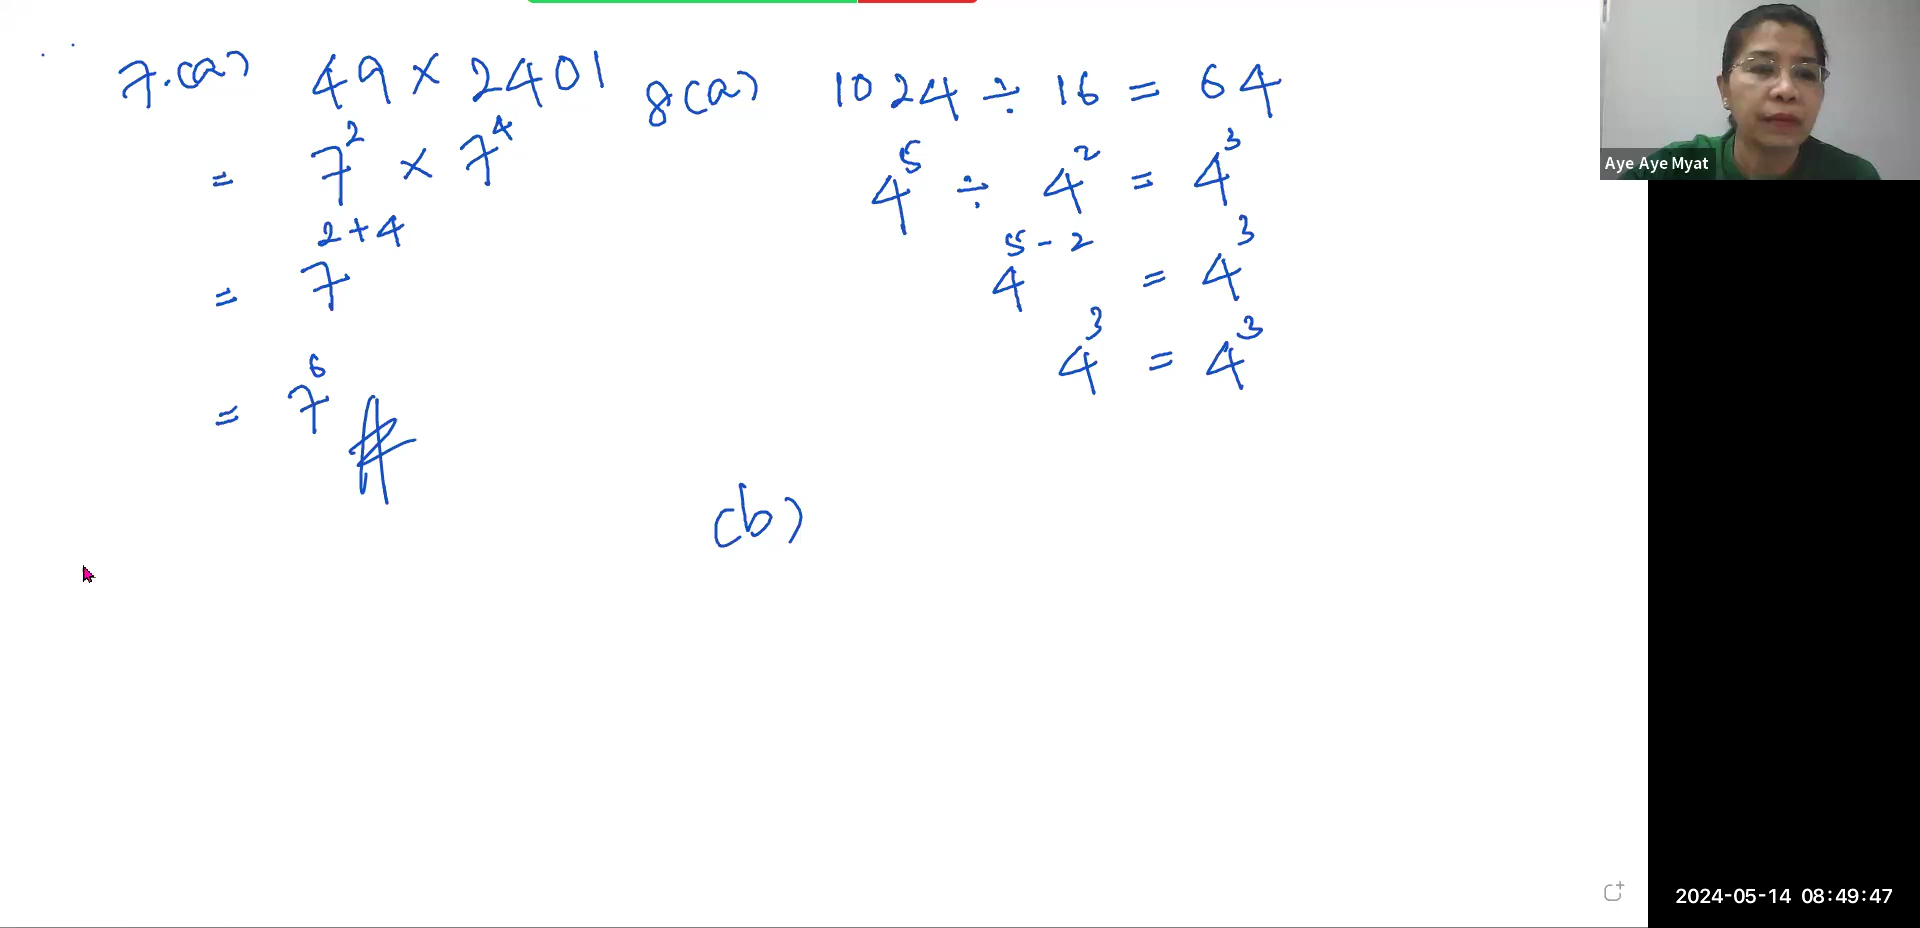 7.(a) 49 × 2401
= 7² × 7⁴
= 7²⁺⁴
= 7⁶
8(a) 1024 ÷ 16 = 64
4⁵ ÷ 4² = 4³
4⁵⁻² = 4³
4³ = 4³
(b)
Aye Aye Myat
2024-05-14 08:49:47